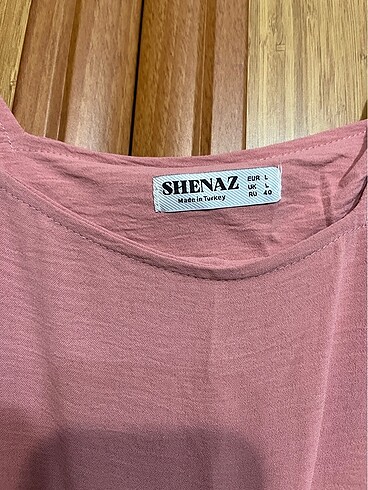 SHENAZ
Made in Turkey
EUR L
UK L
RU 40